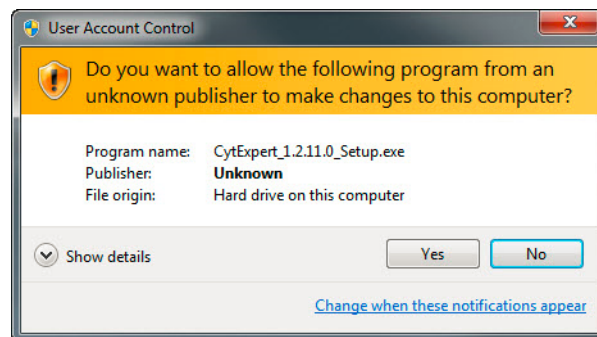 User Account Control
Do you want to allow the following program from an
unknown publisher to make changes to this computer?
Program name: CytExpert_1.2.11.0_Setup.exe
Publisher: Unknown
File origin: Hard drive on this computer
Show details
Yes
No
Change when these notifications appear